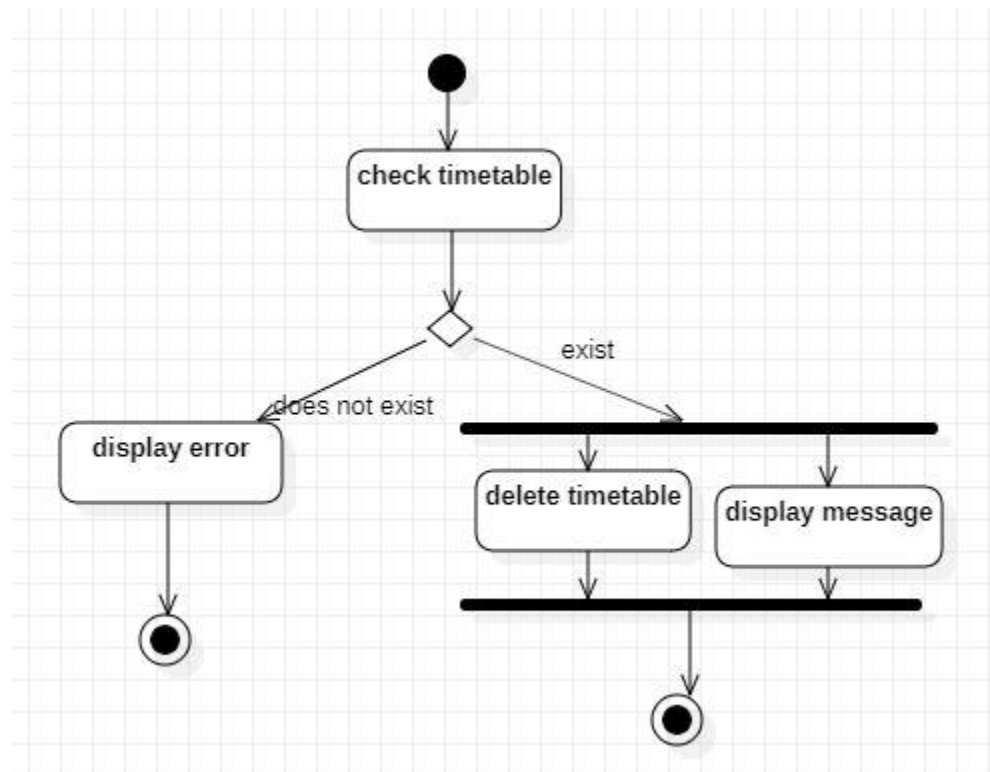 check timetable
exist
does not exist
display error
delete timetable
display message